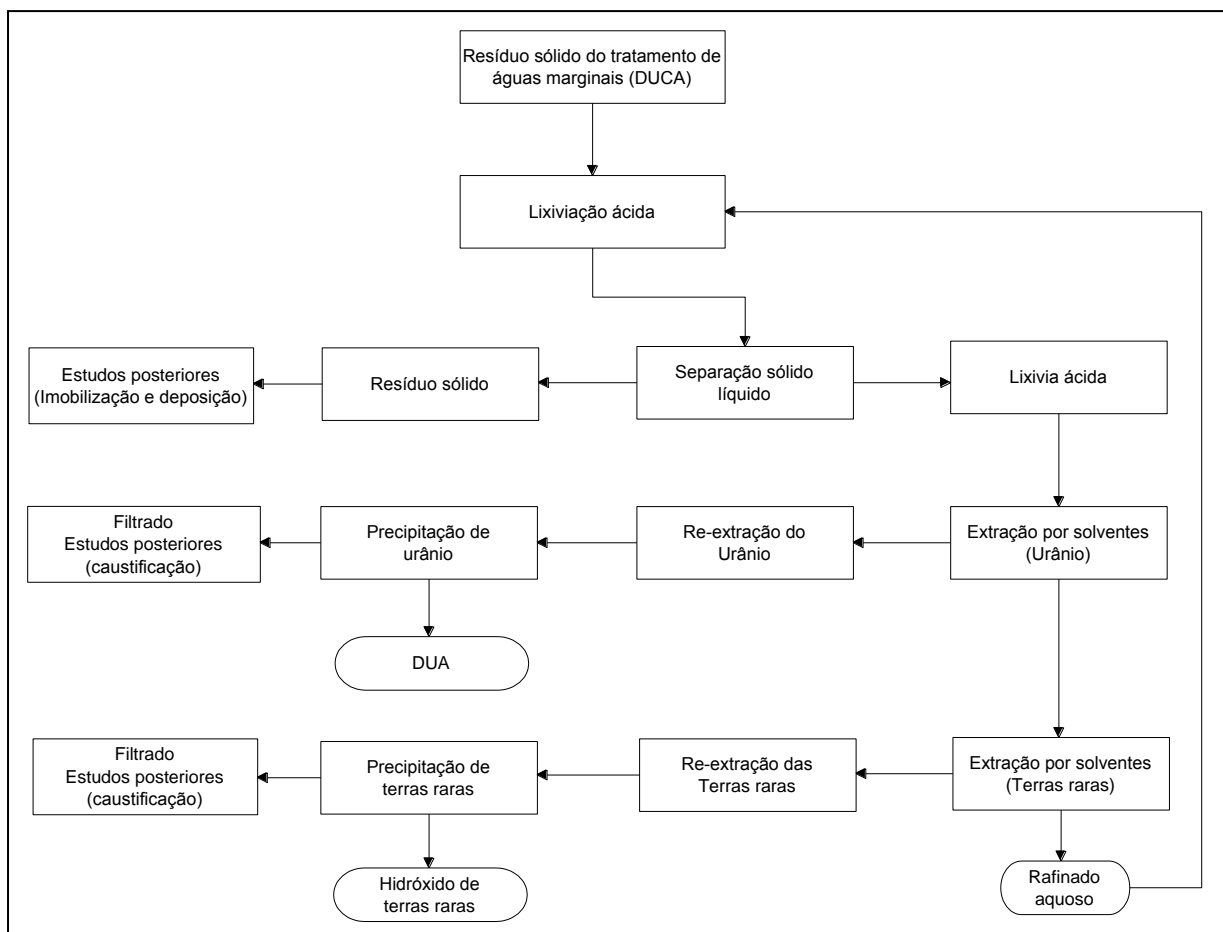 Resíduo sólido do tratamento de
águas marginais (DUCA)
Lixiviação ácida
Estudos posteriores
(Imobilização e deposição)
Resíduo sólido
Separação sólido
líquido
Lixivia ácida
Filtrado
Estudos posteriores
(caustificação)
Precipitação de
urânio
Re-extração do
Urânio
Extração por solventes
(Urânio)
DUA
Filtrado
Estudos posteriores
(caustificação)
Precipitação de
terras raras
Re-extração das
Terras raras
Extração por solventes
(Terras raras)
Hidróxido de
terras raras
Rafinado
aquoso